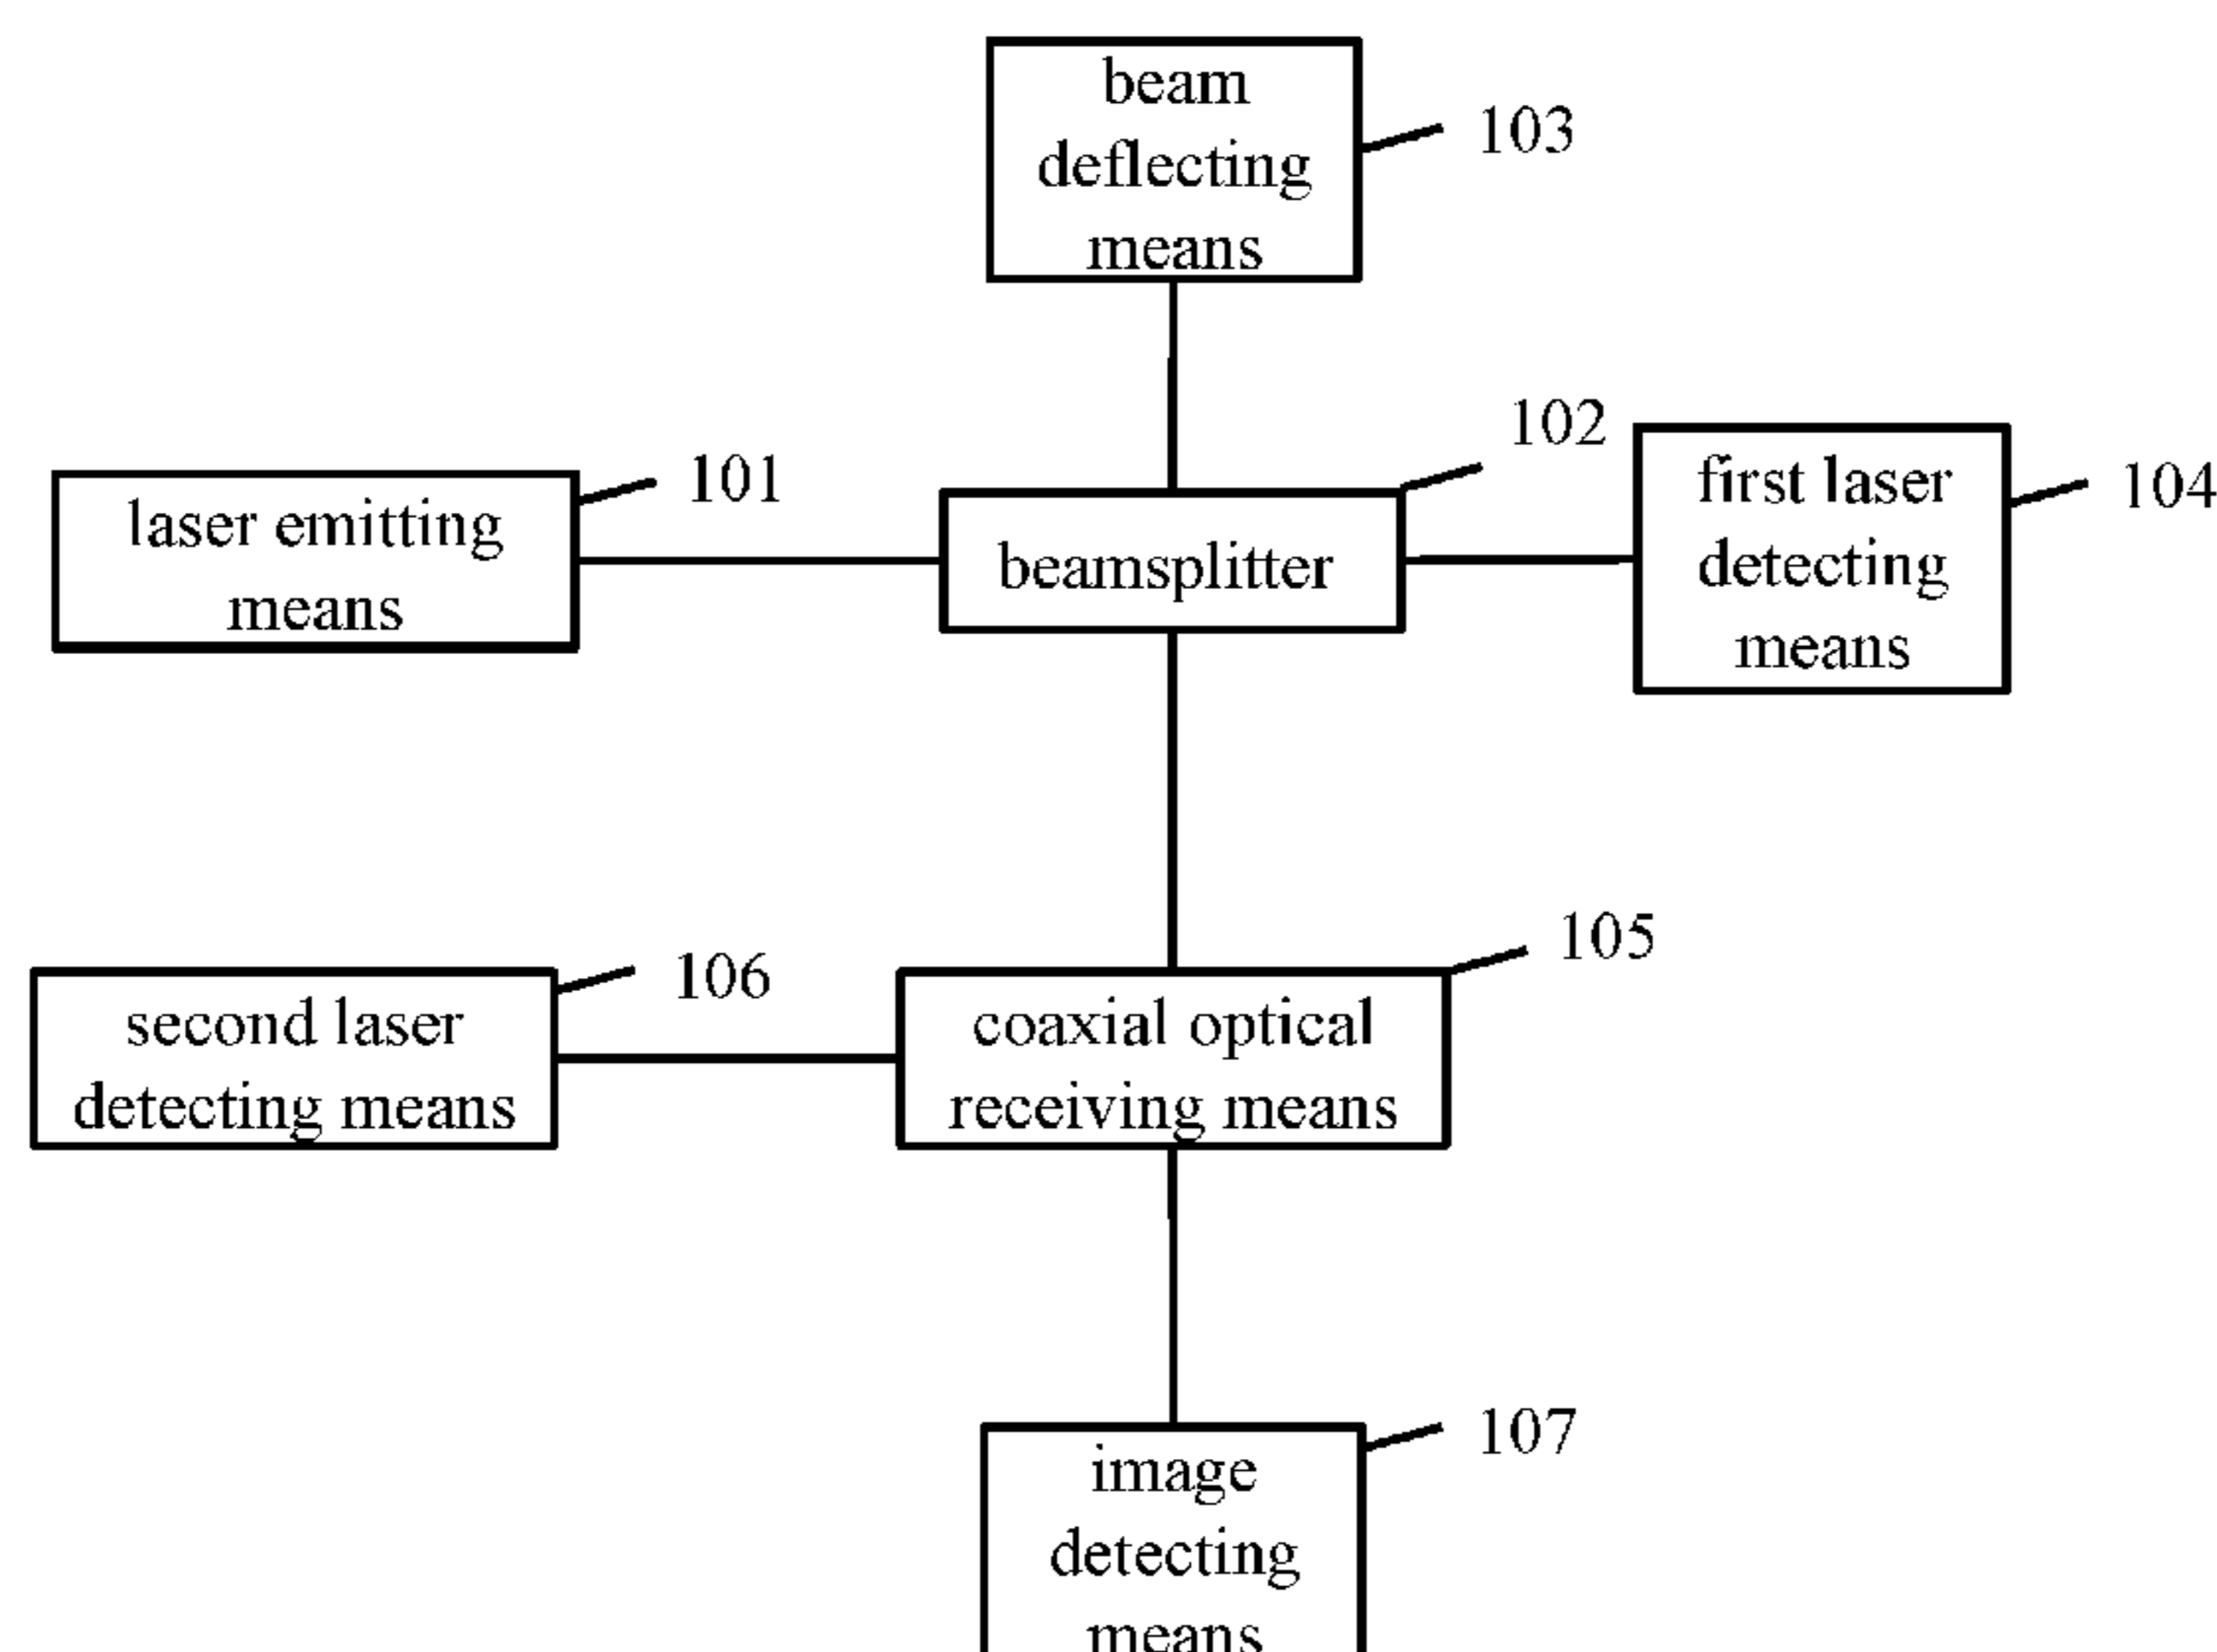 beam
deflecting
means
103
102
101
laser emitting
means
beamsplitter
first laser
detecting
means
104
105
106
second laser
detecting means
coaxial optical
receiving means
107
image
detecting
means